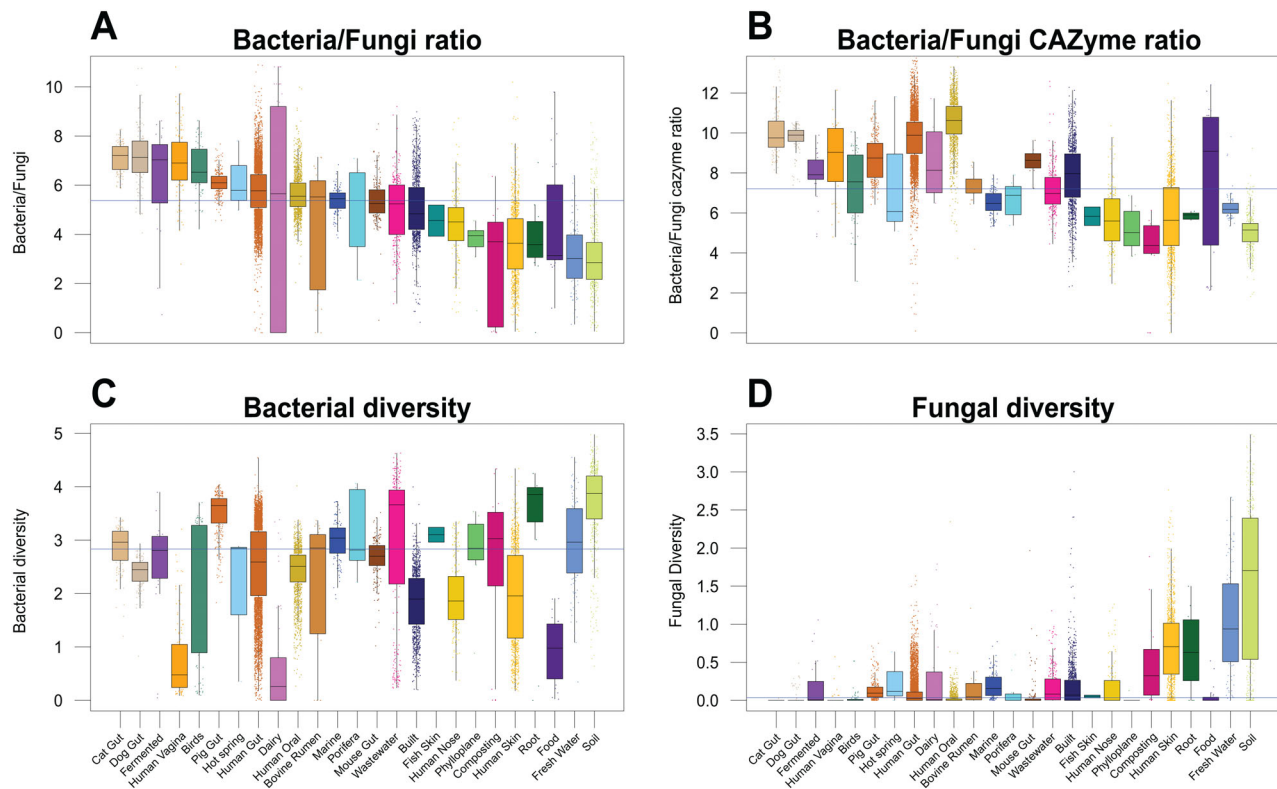 A
Bacteria/Fungi ratio
Bacteria/Fungi
10
8
6
4
2
0
B
Bacteria/Fungi CAZyme ratio
Bacteria/Fungi cazyme ratio
12
10
8
6
4
2
0
C
Bacterial diversity
Bacterial diversity
5
4
3
2
1
0
Cat Gut
Dog Gut
Fermented
Human Vagina
Birds
Pig Gut
Hot spring
Human Gut
Dairy
Human Oral
Bovine Rumen
Marine
Porifera
Mouse Gut
Wastewater
Built
Fish Skin
Human Nose
Phylloplane
Composting
Human Skin
Root
Food
Fresh Water
Soil
D
Fungal diversity
Fungal Diversity
3.5
3.0
2.5
2.0
1.5
1.0
0.5
0.0
Cat Gut
Dog Gut
Fermented
Human Vagina
Birds
Pig Gut
Hot spring
Human Gut
Dairy
Human Oral
Bovine Rumen
Marine
Porifera
Mouse Gut
Wastewater
Built
Fish Skin
Human Nose
Phylloplane
Composting
Human Skin
Root
Food
Fresh Water
Soil